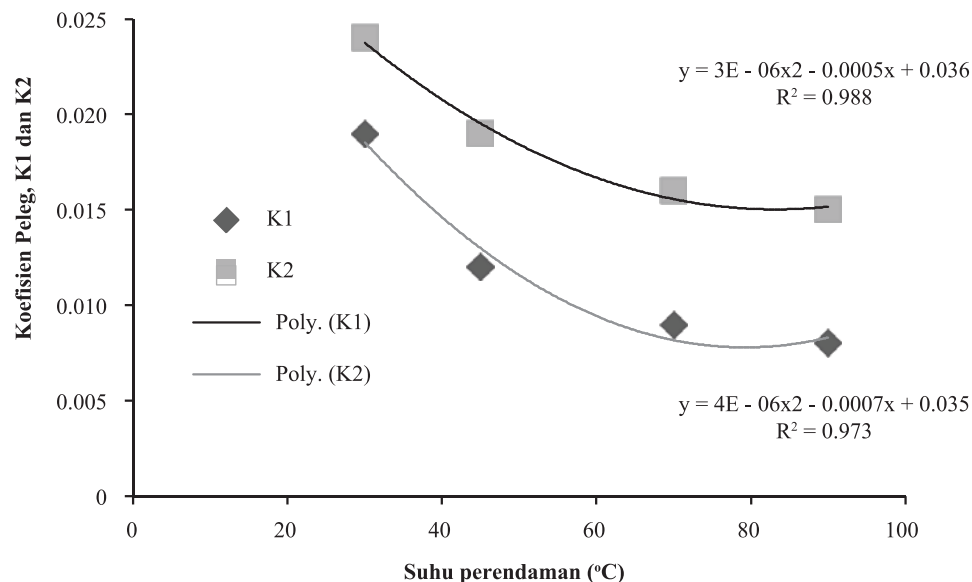 Koefisien Peleg, K1 dan K2
0.025
0.020
0.015
0.010
0.005
0
y = 3E - 06x2 - 0.0005x + 0.036
R² = 0.988
K1
K2
Poly. (K1)
Poly. (K2)
y = 4E - 06x2 - 0.0007x + 0.035
R² = 0.973
0 20 40 60 80 100
Suhu perendaman (°C)